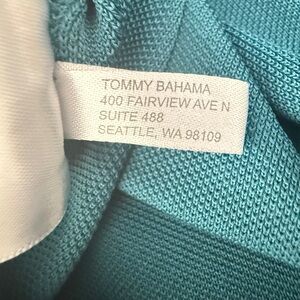 TOMMY BAHAMA
400 FAIRVIEW AVE N
SUITE 488
SEATTLE, WA 98109